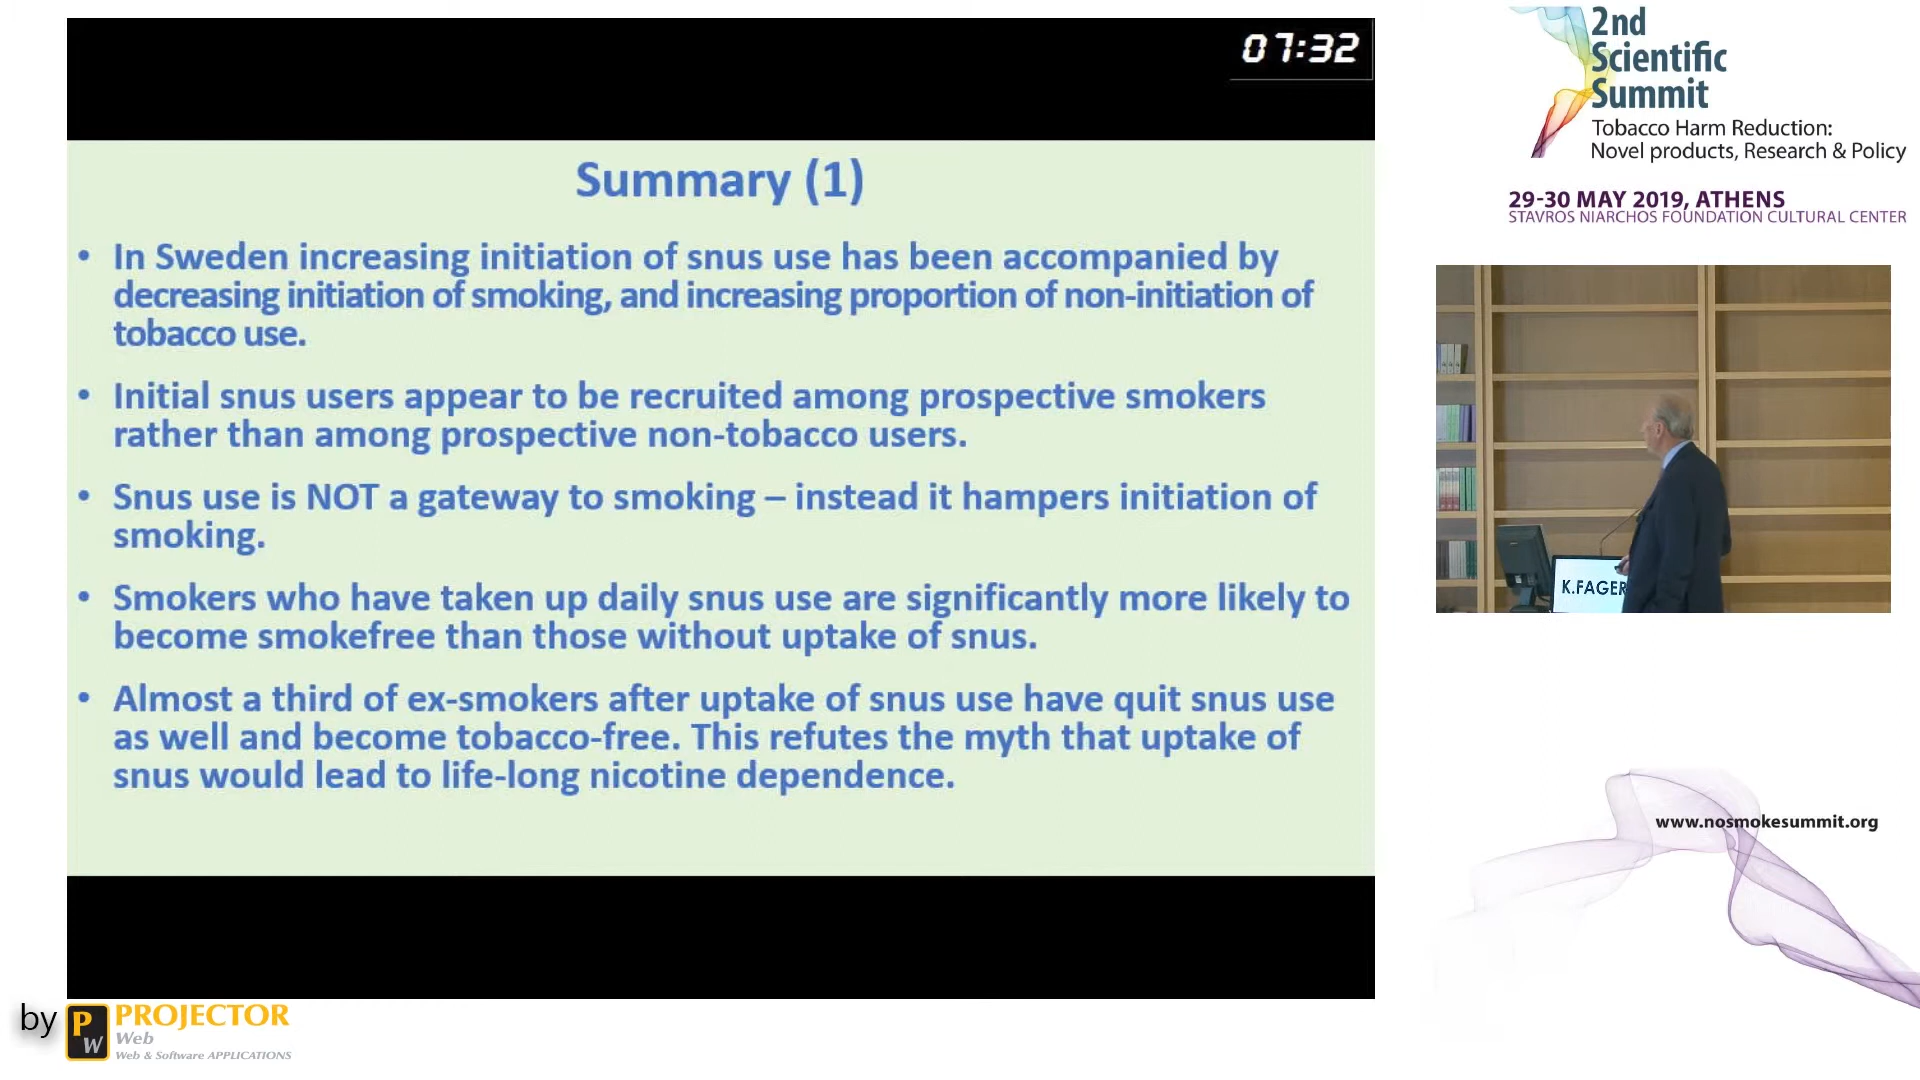 07:32
Summary (1)
• In Sweden increasing initiation of snus use has been accompanied by
decreasing initiation of smoking, and increasing proportion of non-initiation of
tobacco use.
• Initial snus users appear to be recruited among prospective smokers
rather than among prospective non-tobacco users.
• Snus use is NOT a gateway to smoking – instead it hampers initiation of
smoking.
• Smokers who have taken up daily snus use are significantly more likely to
become smokefree than those without uptake of snus.
• Almost a third of ex-smokers after uptake of snus use have quit snus use
as well and become tobacco-free. This refutes the myth that uptake of
snus would lead to life-long nicotine dependence.
2nd
Scientific
Summit
Tobacco Harm Reduction:
Novel products, Research & Policy
29-30 MAY 2019, ATHENS
STAVROS NIARCHOS FOUNDATION CULTURAL CENTER
K.FAGER
www.nosmokesummit.org
by
PW
PROJECTOR
Web
Web & Software APPLICATIONS